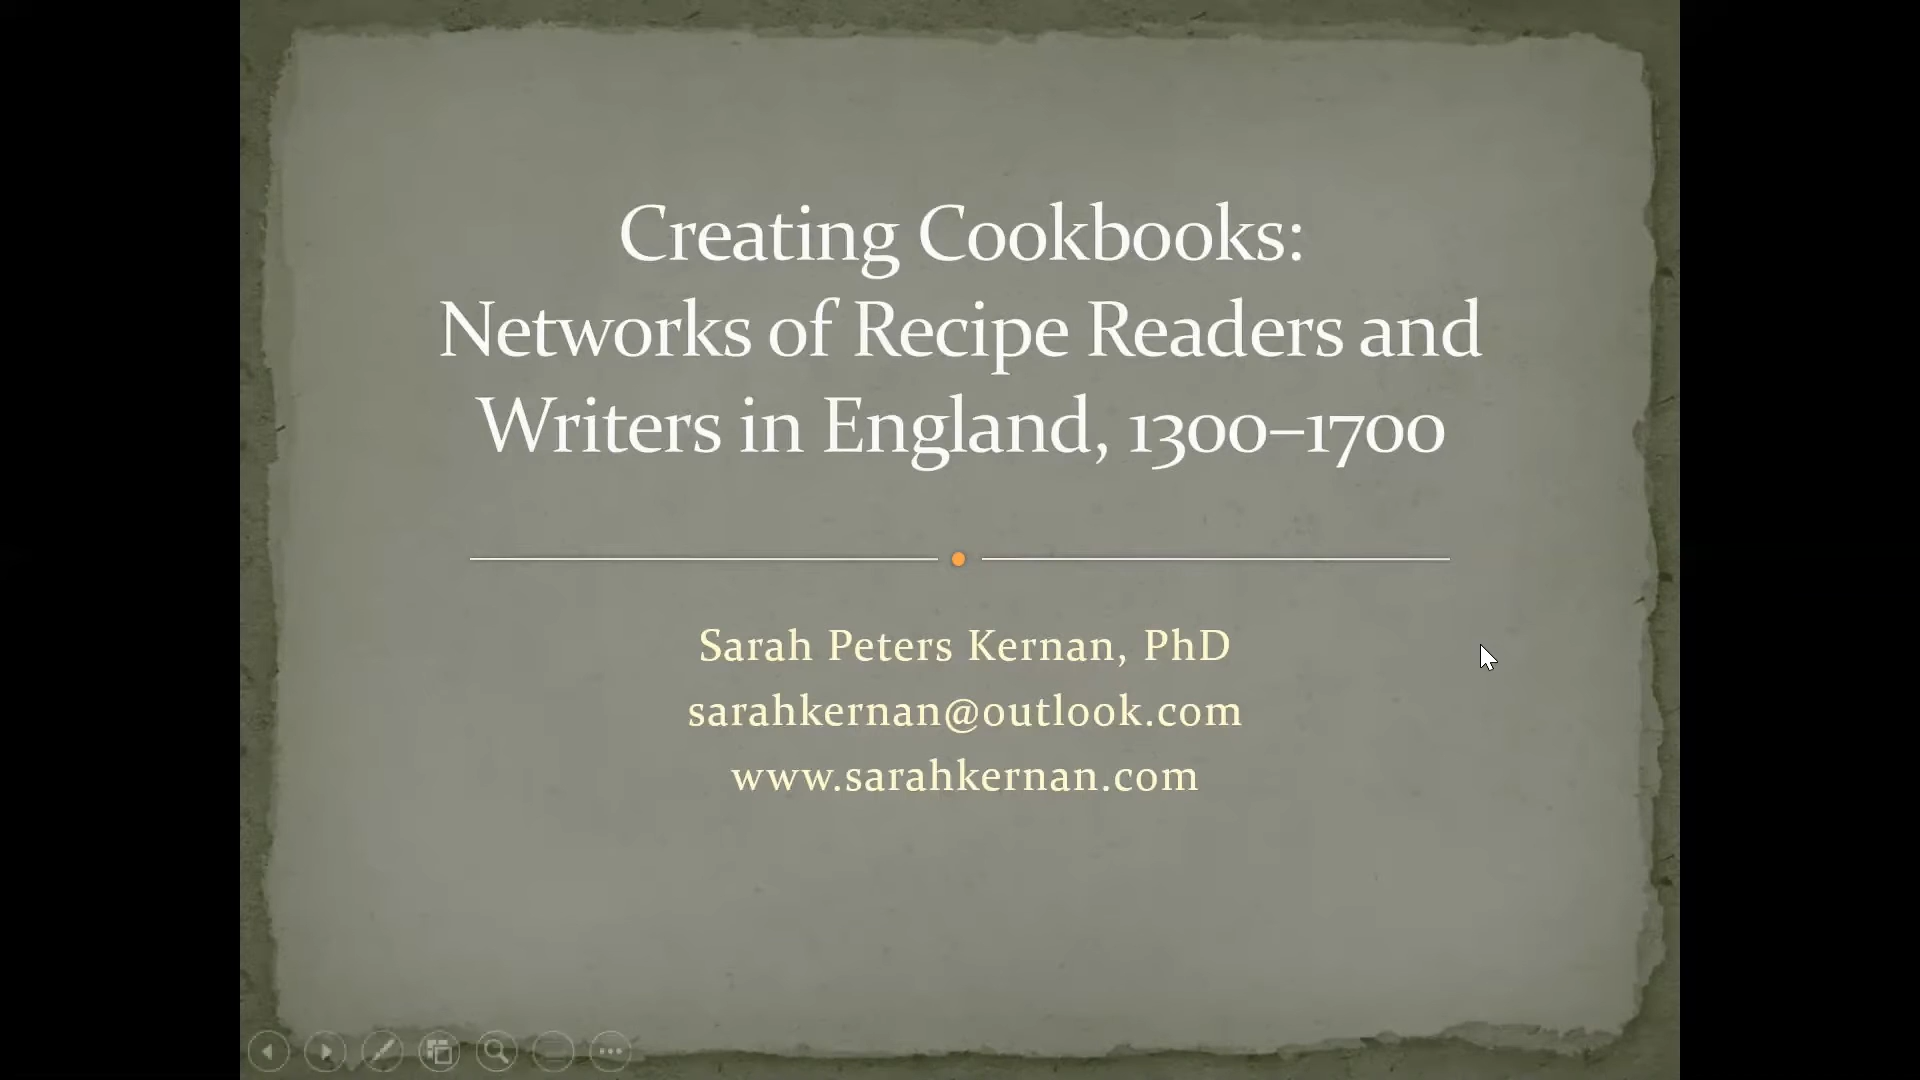 Creating Cookbooks:
Networks of Recipe Readers and
Writers in England, 1300–1700
Sarah Peters Kernan, PhD
sarahkernan@outlook.com
www.sarahkernan.com